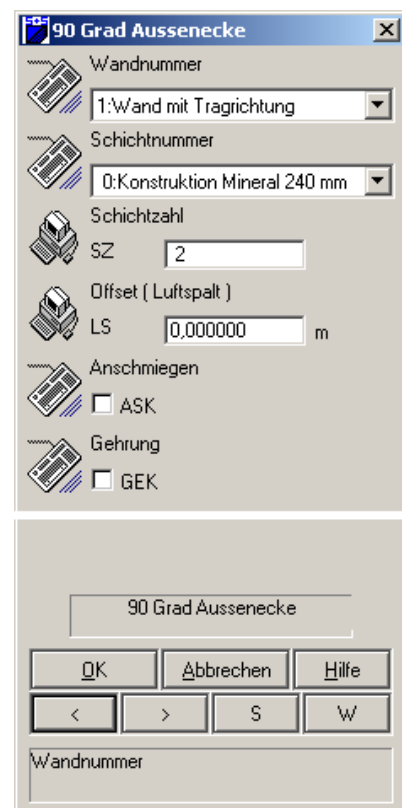 90 Grad Aussenecke
Wandnummer
1:Wand mit Tragrichtung
Schichtnummer
0:Konstruktion Mineral 240 mm
Schichtzahl
SZ 2
Offset ( Luftspalt )
LS 0,000000 m
Anschmiegen
ASK
Gehrung
GEK
90 Grad Aussenecke
OK Abbrechen Hilfe
< > S W
Wandnummer